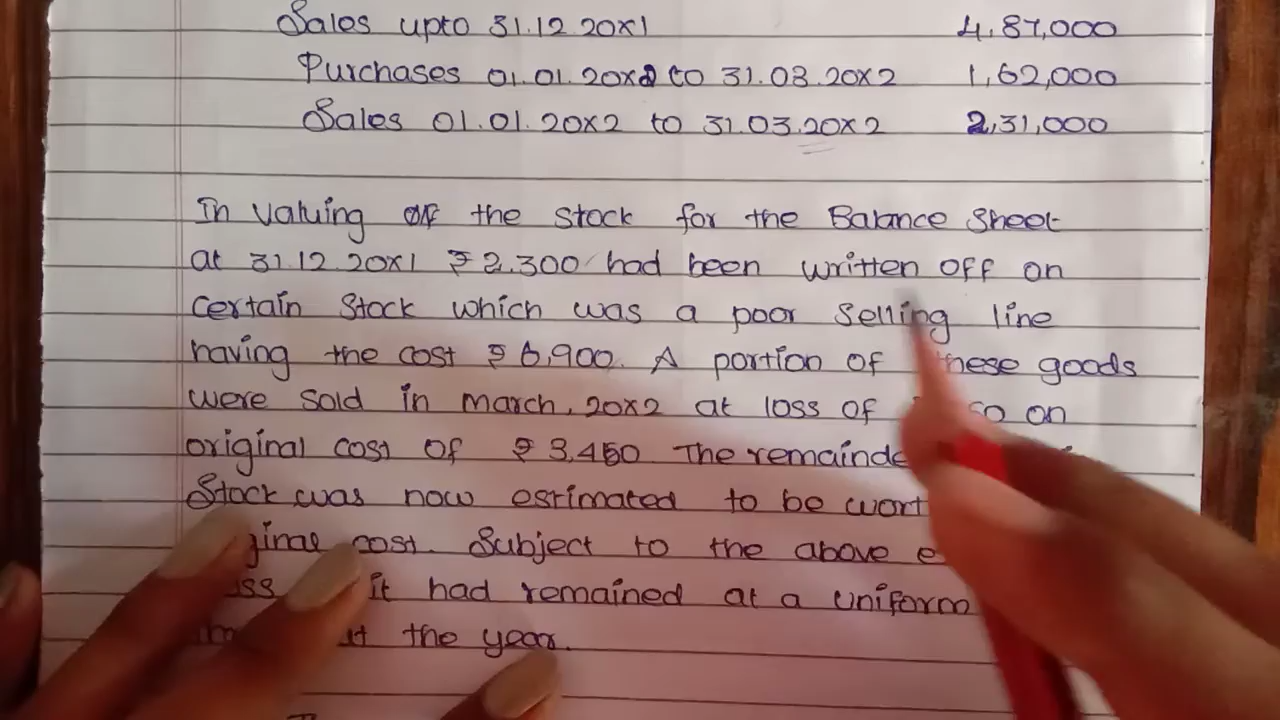 Sales upto 31.12.20x1 4,87,000
Purchases 01.01.20x2 to 31.03.20x2 1,62,000
Sales 01.01.20x2 to 31.03.20x2 2,31,000
In valuing of the stock for the Balance Sheet
at 31.12.20x1 ₹2,300 had been written off on
certain stock which was a poor selling line
having the cost ₹6,900. A portion of these goods
were sold in march, 20x2 at loss of on
original cost of ₹3,450 The
Stock was now estimated to be
cost. Subject to the above
it had remained at a uniform
the year.